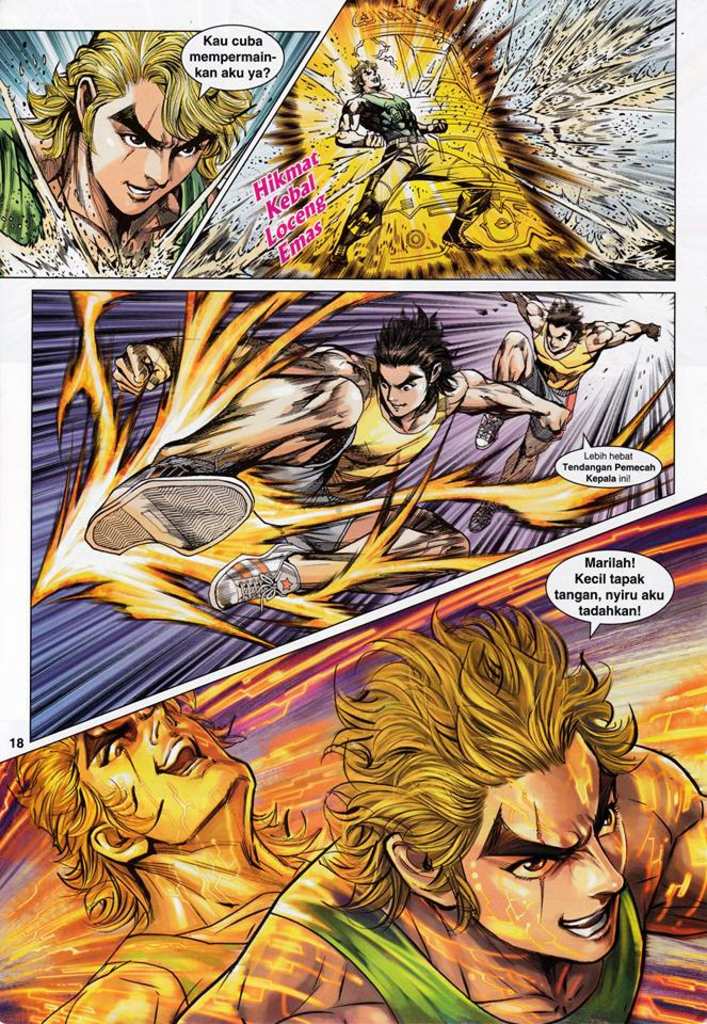 Kau cuba
mempermain-
kan aku ya?
Hikmat
Kebal
Loceng
Emas
Lebih hebat
Tendangan Pemecah
Kepala ini!
Marilah!
Kecil tapak
tangan, nyiru aku
tadahkan!
18